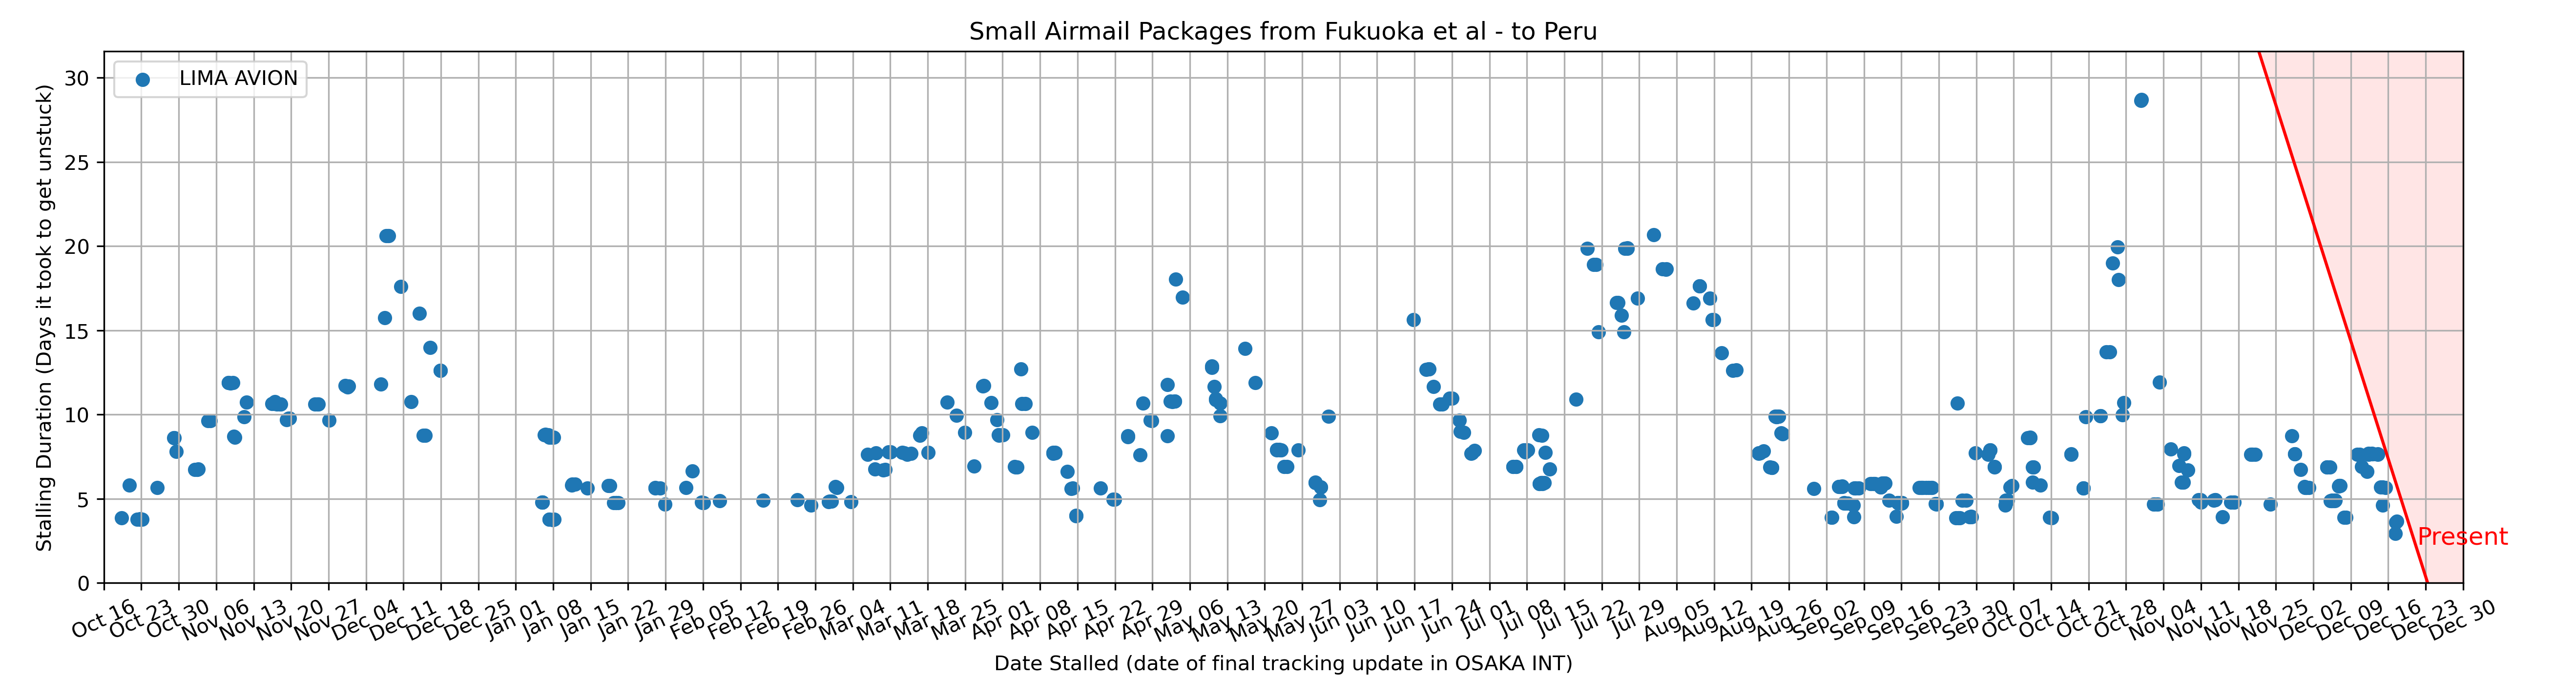 Small Airmail Packages from Fukuoka et al - to Peru
LIMA AVION
Stalling Duration (Days it took to get unstuck)
30
25
20
15
10
5
0
Present
Oct 16
Oct 23
Oct 30
Nov 06
Nov 13
Nov 20
Nov 27
Dec 04
Dec 11
Dec 18
Dec 25
Jan 01
Jan 08
Jan 15
Jan 22
Jan 29
Feb 05
Feb 12
Feb 19
Feb 26
Mar 04
Mar 11
Mar 18
Mar 25
Apr 01
Apr 08
Apr 15
Apr 22
Apr 29
May 06
May 13
May 20
May 27
Jun 03
Jun 10
Jun 17
Jun 24
Jul 01
Jul 08
Jul 15
Jul 22
Jul 29
Aug 05
Aug 12
Aug 19
Aug 26
Sep 02
Sep 09
Sep 16
Sep 23
Sep 30
Oct 07
Oct 14
Oct 21
Oct 28
Nov 04
Nov 11
Nov 18
Nov 25
Dec 02
Dec 09
Dec 16
Dec 23
Dec 30
Date Stalled (date of final tracking update in OSAKA INT)